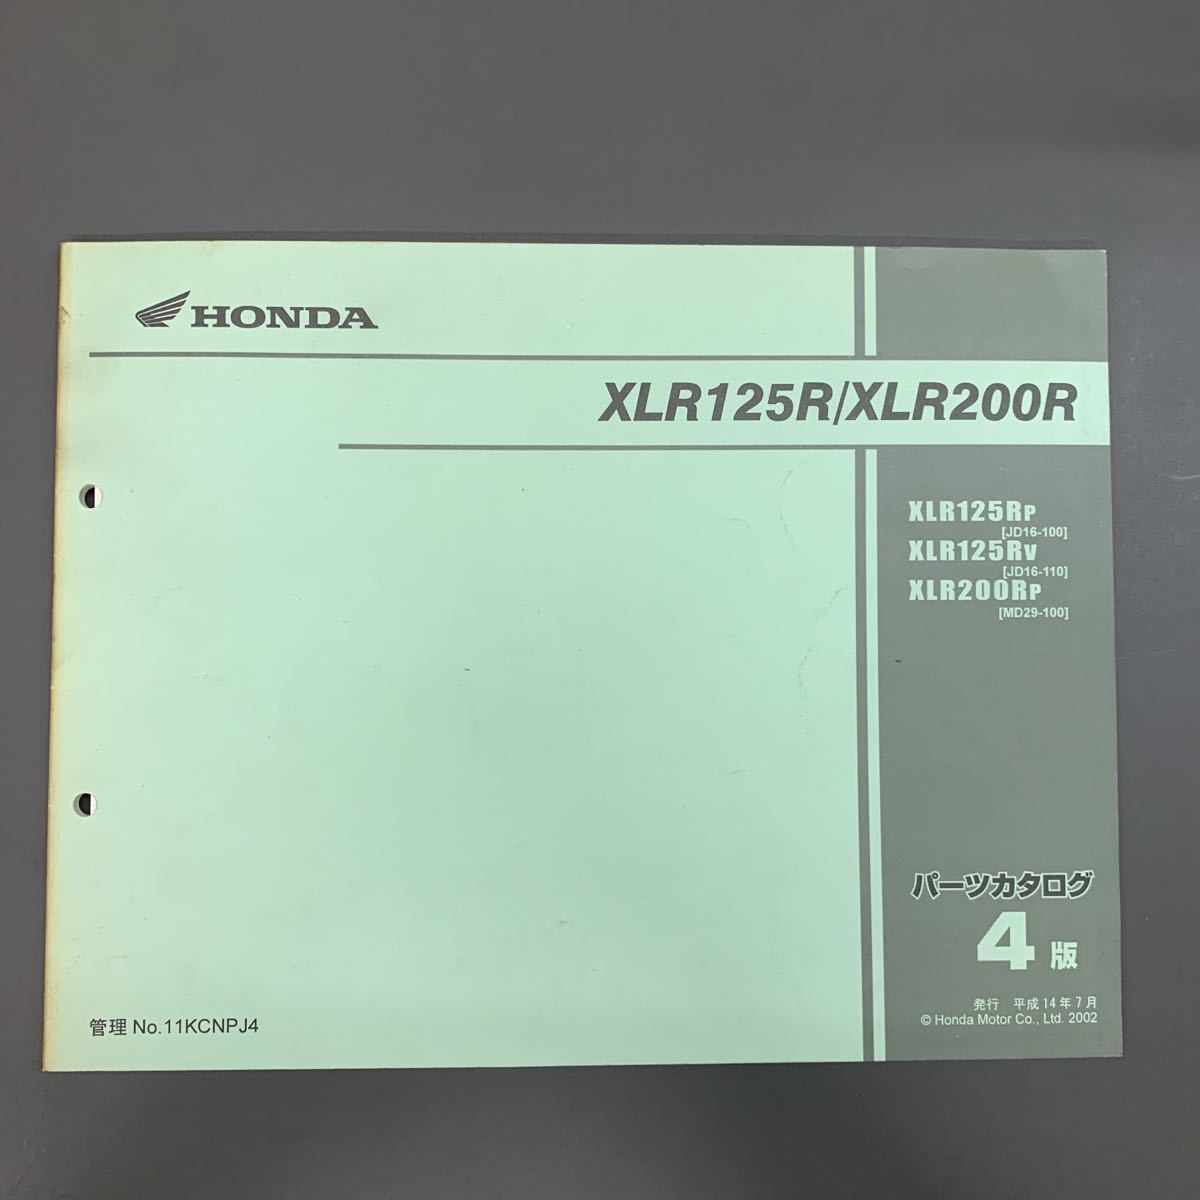 HONDA
XLR125R/XLR200R
XLR125RP
[JD16-100]
XLR125RV
[JD16-110]
XLR200RP
[MD29-100]
パーツカタログ
4版
発行 平成14年7月
© Honda Motor Co., Ltd. 2002
管理 No.11KCNPJ4